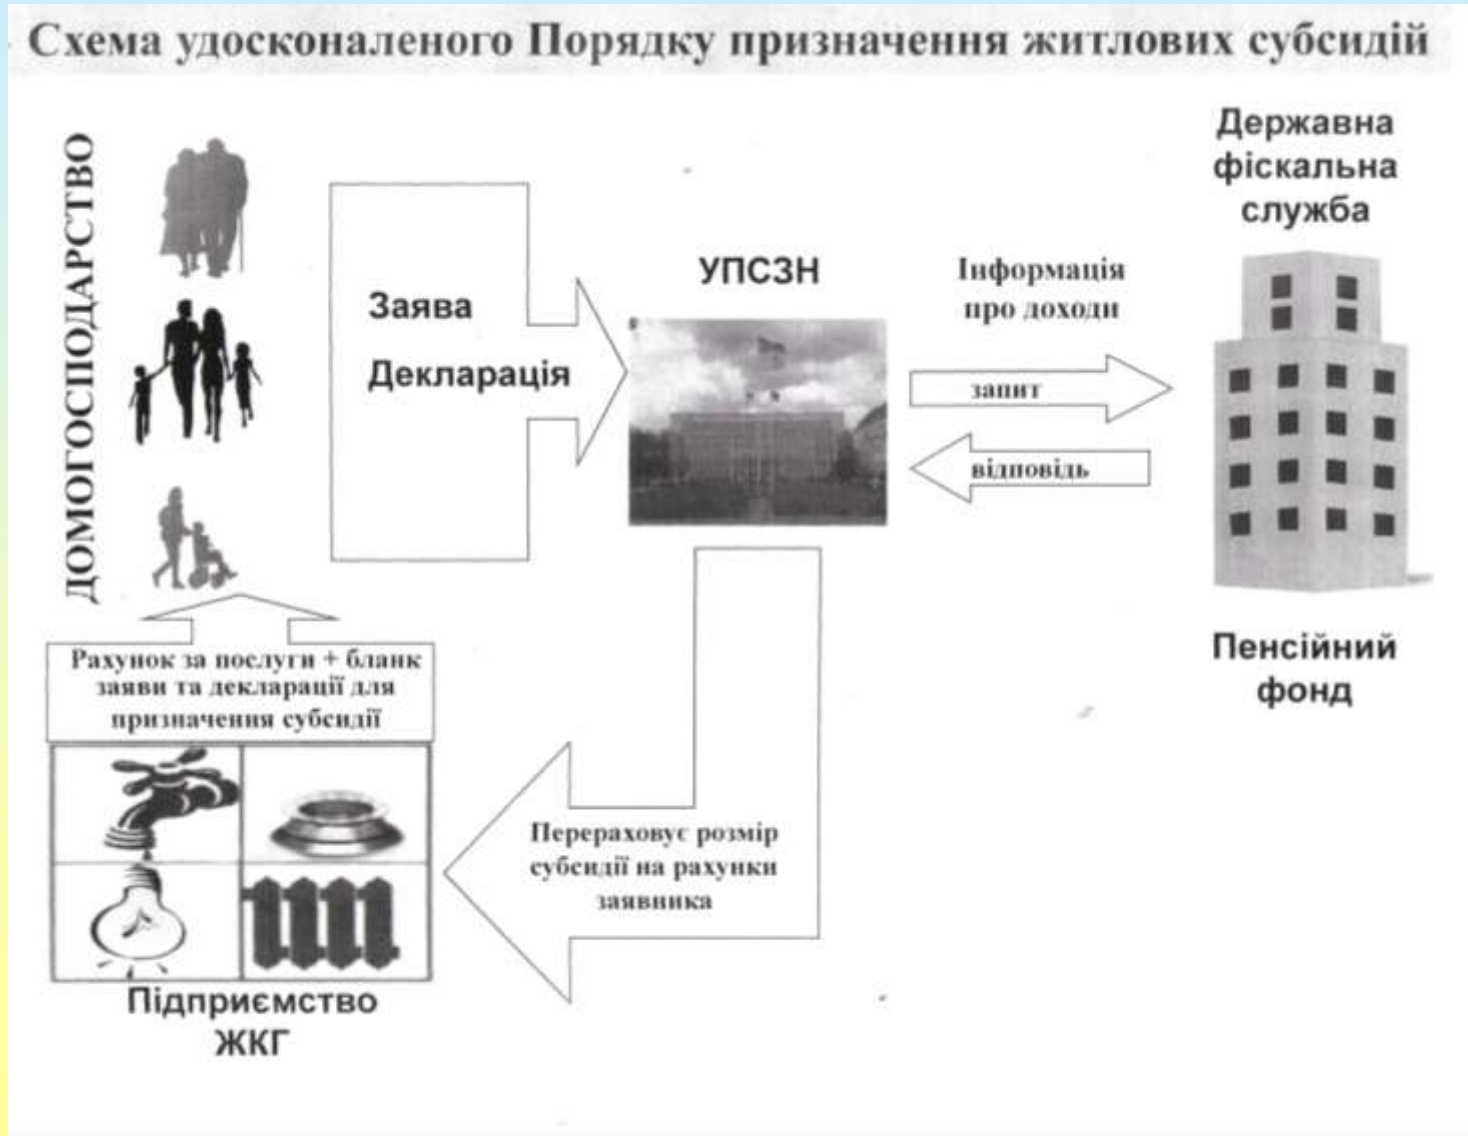 Схема удосконаленого Порядку призначення житлових субсидій
ДОМОГОСПОДАРСТВО
Заява
Декларація
УПСЗН
Інформація
про доходи
запит
відповідь
Державна
фіскальна
служба
Пенсійний
фонд
Рахунок за послуги + бланк
заяви та декларації для
призначення субсидії
Перераховує розмір
субсидії на рахунки
заявника
Підприємство
ЖКГ